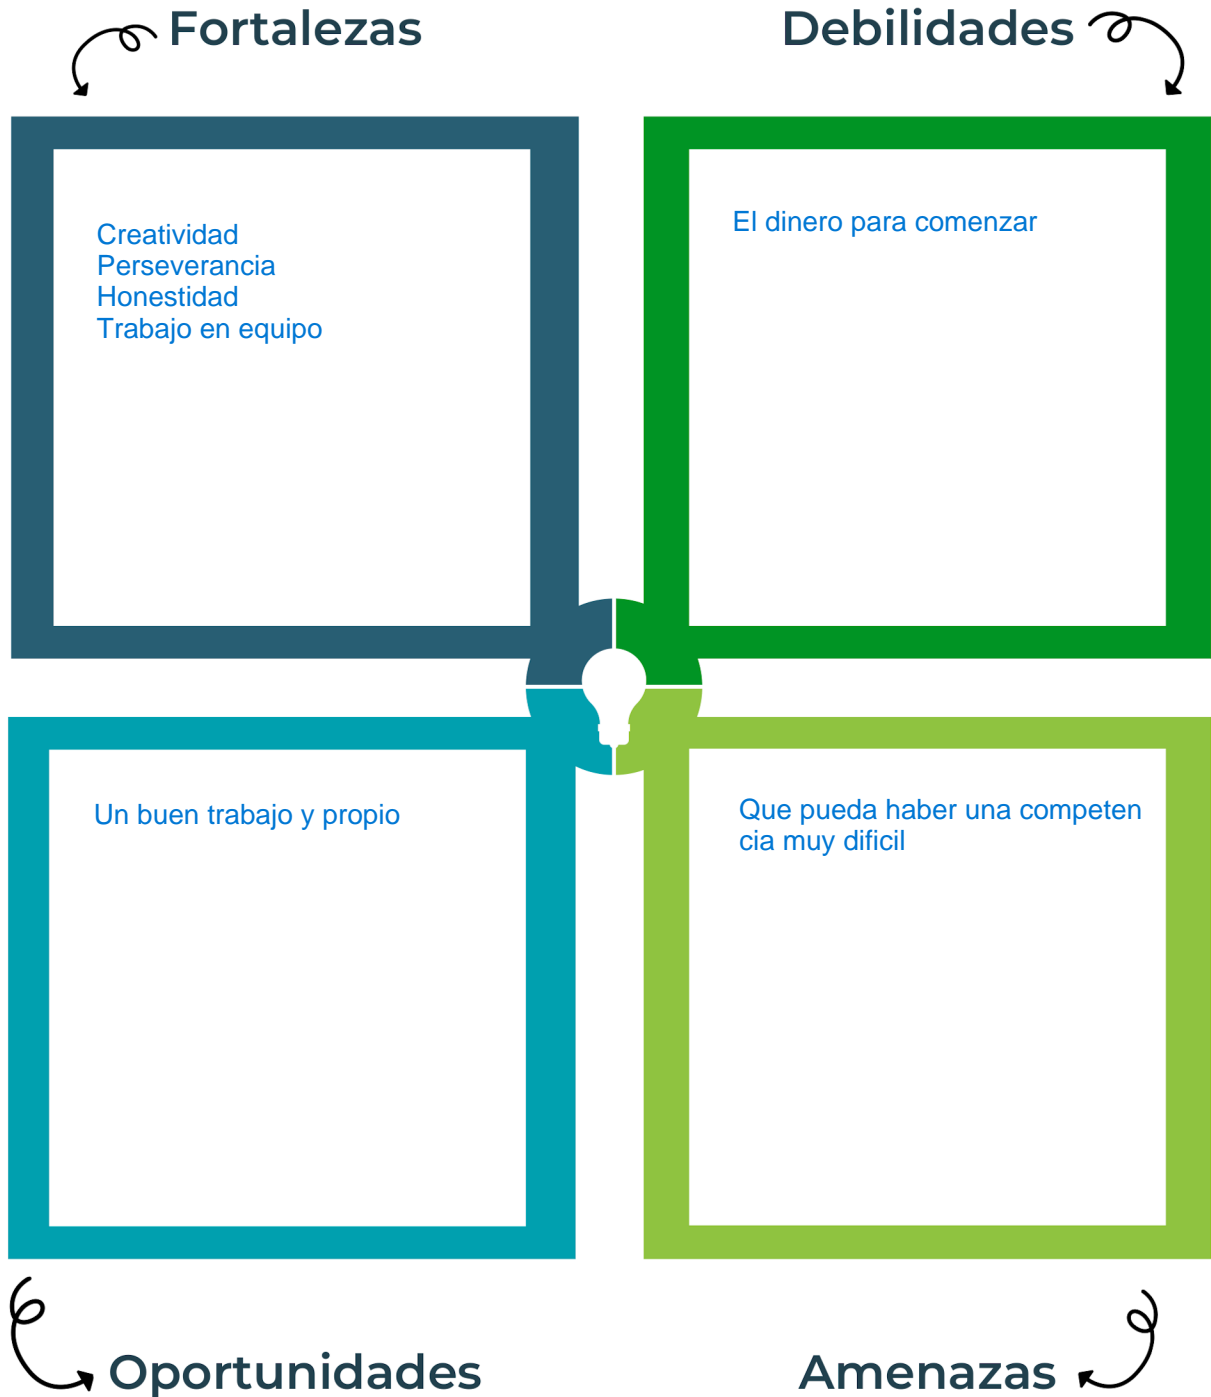 Fortalezas
Creatividad
Perseverancia
Honestidad
Trabajo en equipo
Debilidades
El dinero para comenzar
Un buen trabajo y propio
Oportunidades
Que pueda haber una competen
cia muy dificil
Amenazas